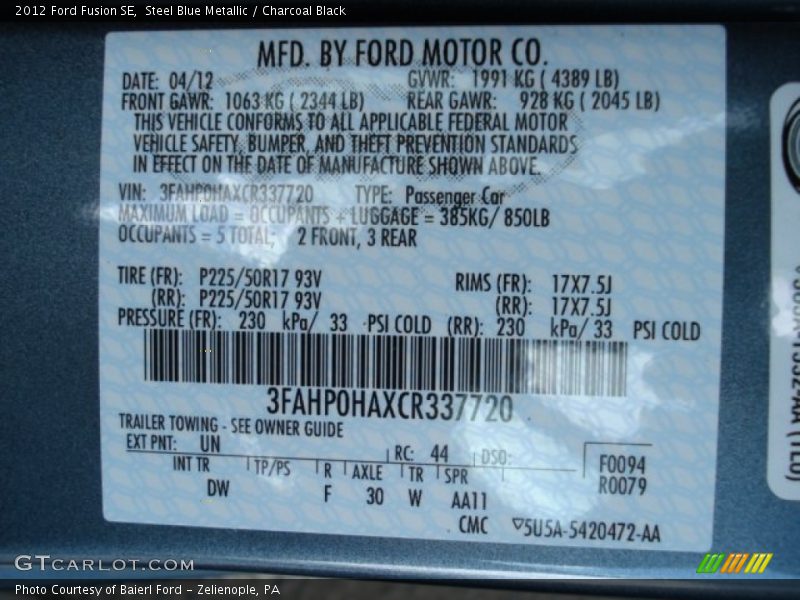 2012 Ford Fusion SE, Steel Blue Metallic / Charcoal Black
MFD. BY FORD MOTOR CO.
DATE: 04/12 GVWR: 1991 KG ( 4389 LB)
FRONT GAWR: 1063 KG ( 2344 LB) REAR GAWR: 928 KG ( 2045 LB)
THIS VEHICLE CONFORMS TO ALL APPLICABLE FEDERAL MOTOR
VEHICLE SAFETY, BUMPER, AND THEFT PREVENTION STANDARDS
IN EFFECT ON THE DATE OF MANUFACTURE SHOWN ABOVE.
VIN: 3FAHP0HAXCR337720 TYPE: Passenger Car
MAXIMUM LOAD = OCCUPANTS + LUGGAGE = 385KG/ 850LB
OCCUPANTS = 5 TOTAL, 2 FRONT, 3 REAR
TIRE (FR): P225/50R17 93V RIMS (FR): 17X7.5J
(RR): P225/50R17 93V (RR): 17X7.5J
PRESSURE (FR): 230 kPa/ 33 PSI COLD (RR): 230 kPa/ 33 PSI COLD
3FAHP0HAXCR337720
TRAILER TOWING - SEE OWNER GUIDE
EXT PNT: UN RC: 44 DSO: F0094
INT TR TP/PS R AXLE TR SPR R0079
DW F 30 W AA11
CMC 5U5A-5420472-AA
GTCARLOT.COM
Photo Courtesy of Baierl Ford - Zelienople, PA